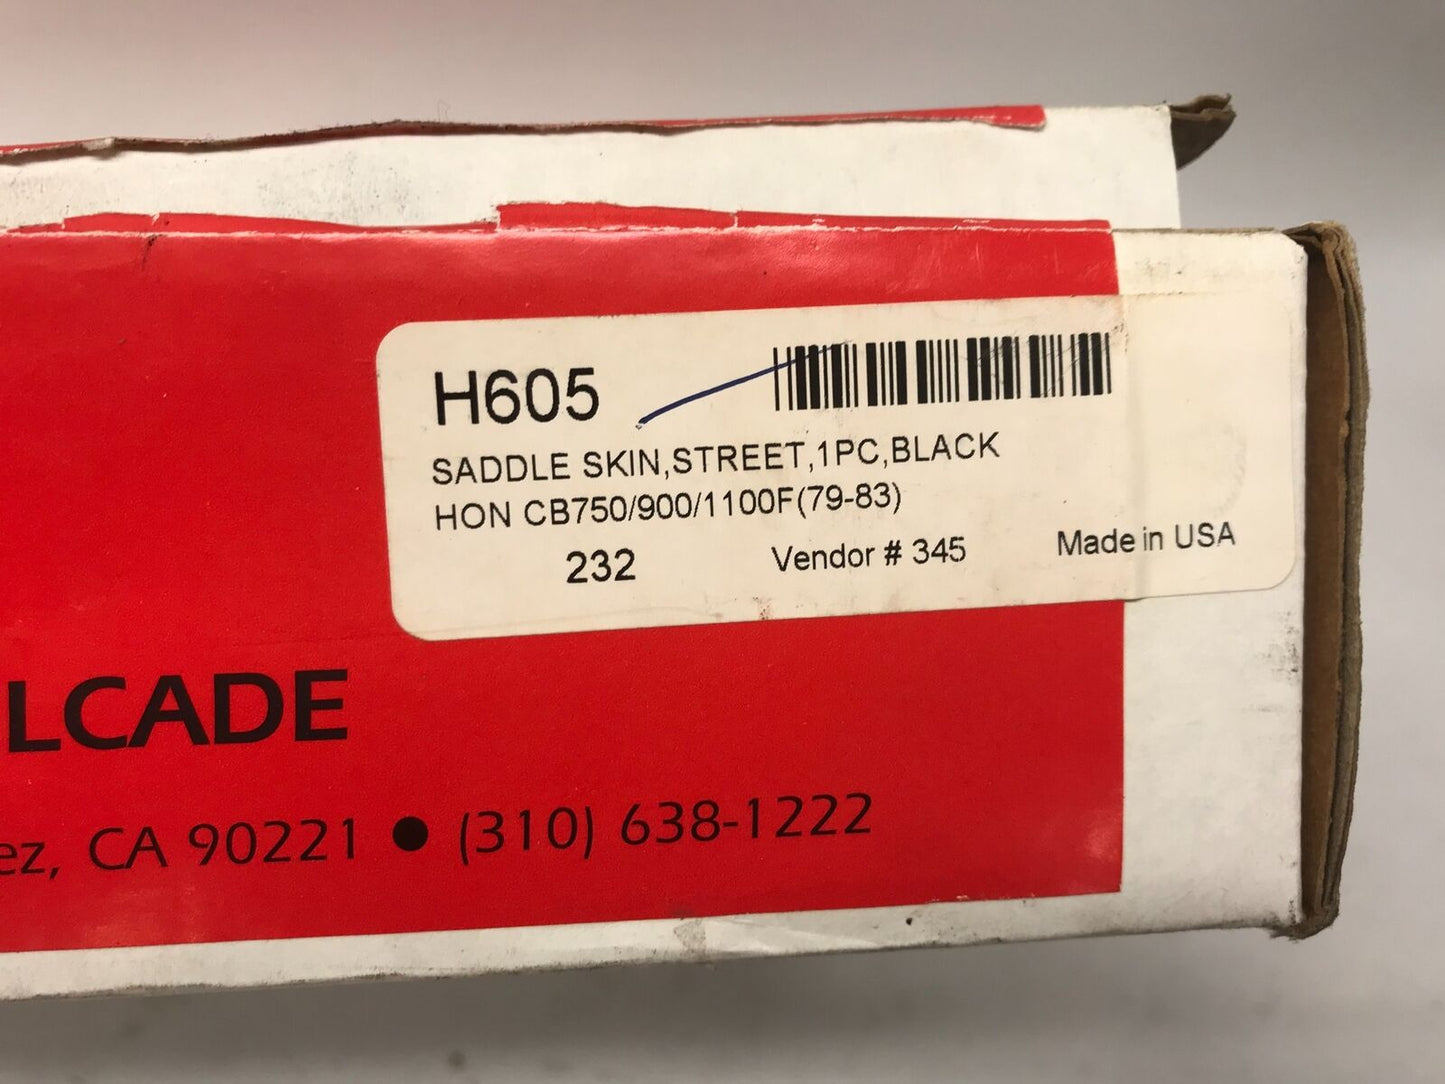 H605
SADDLE SKIN,STREET,1PC,BLACK
HON CB750/900/1100F(79-83)
232 Vendor # 345 Made in USA
LCADE
ez, CA 90221 ● (310) 638-1222